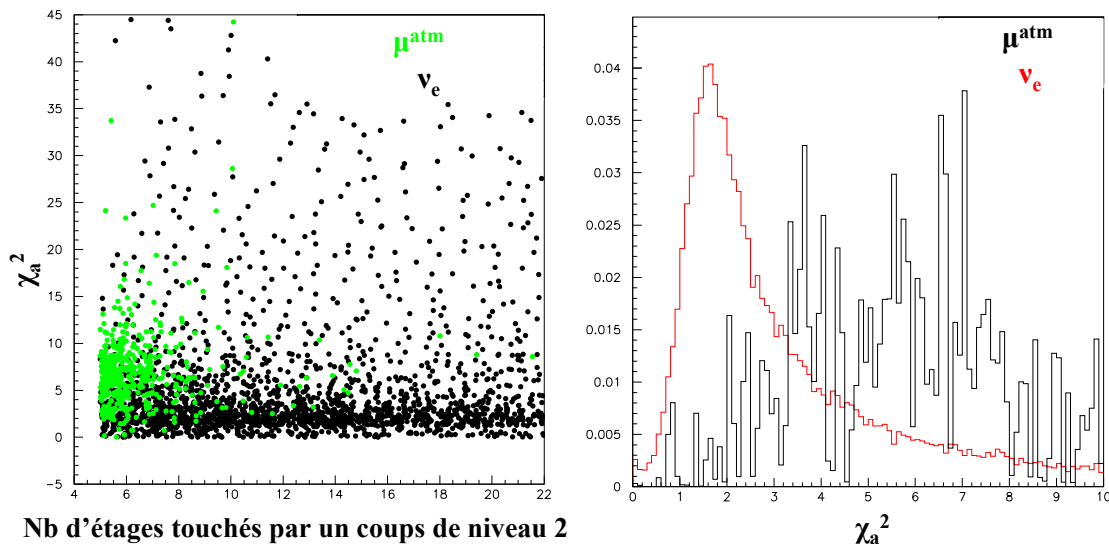 μatm
νe
χa2
45
40
35
30
25
20
15
10
5
0
-5
4 6 8 10 12 14 16 18 20 22
Nb d'étages touchés par un coups de niveau 2
μatm
νe
0.04
0.035
0.03
0.025
0.02
0.015
0.01
0.005
0
0 1 2 3 4 5 6 7 8 9 10
χa2